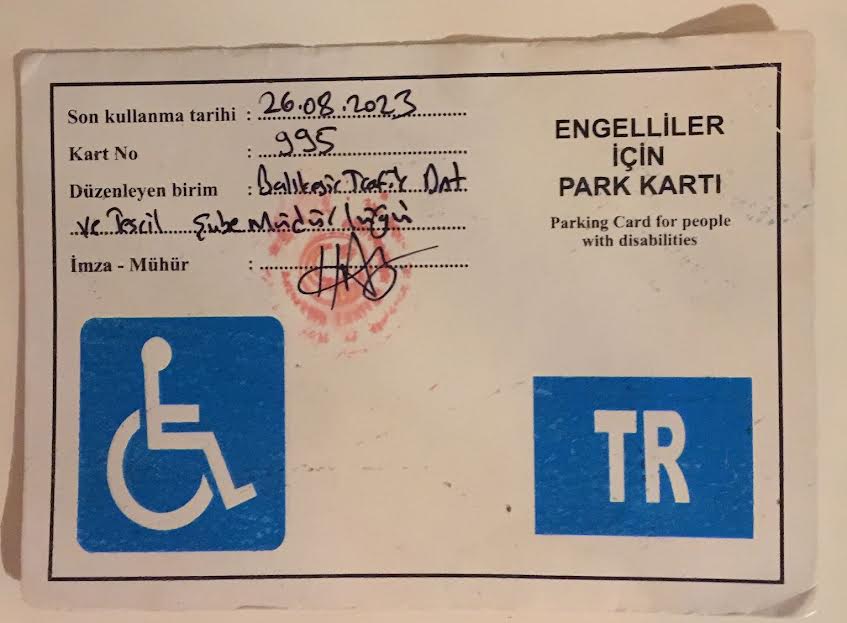 Son kullanma tarihi : 26.08.2023
Kart No : 995
Düzenleyen birim : Balıkesir Trafik Dnt
ve Tescil Şube Müdürlüğü
İmza - Mühür :
ENGELLİLER
İÇİN
PARK KARTI
Parking Card for people
with disabilities
TR